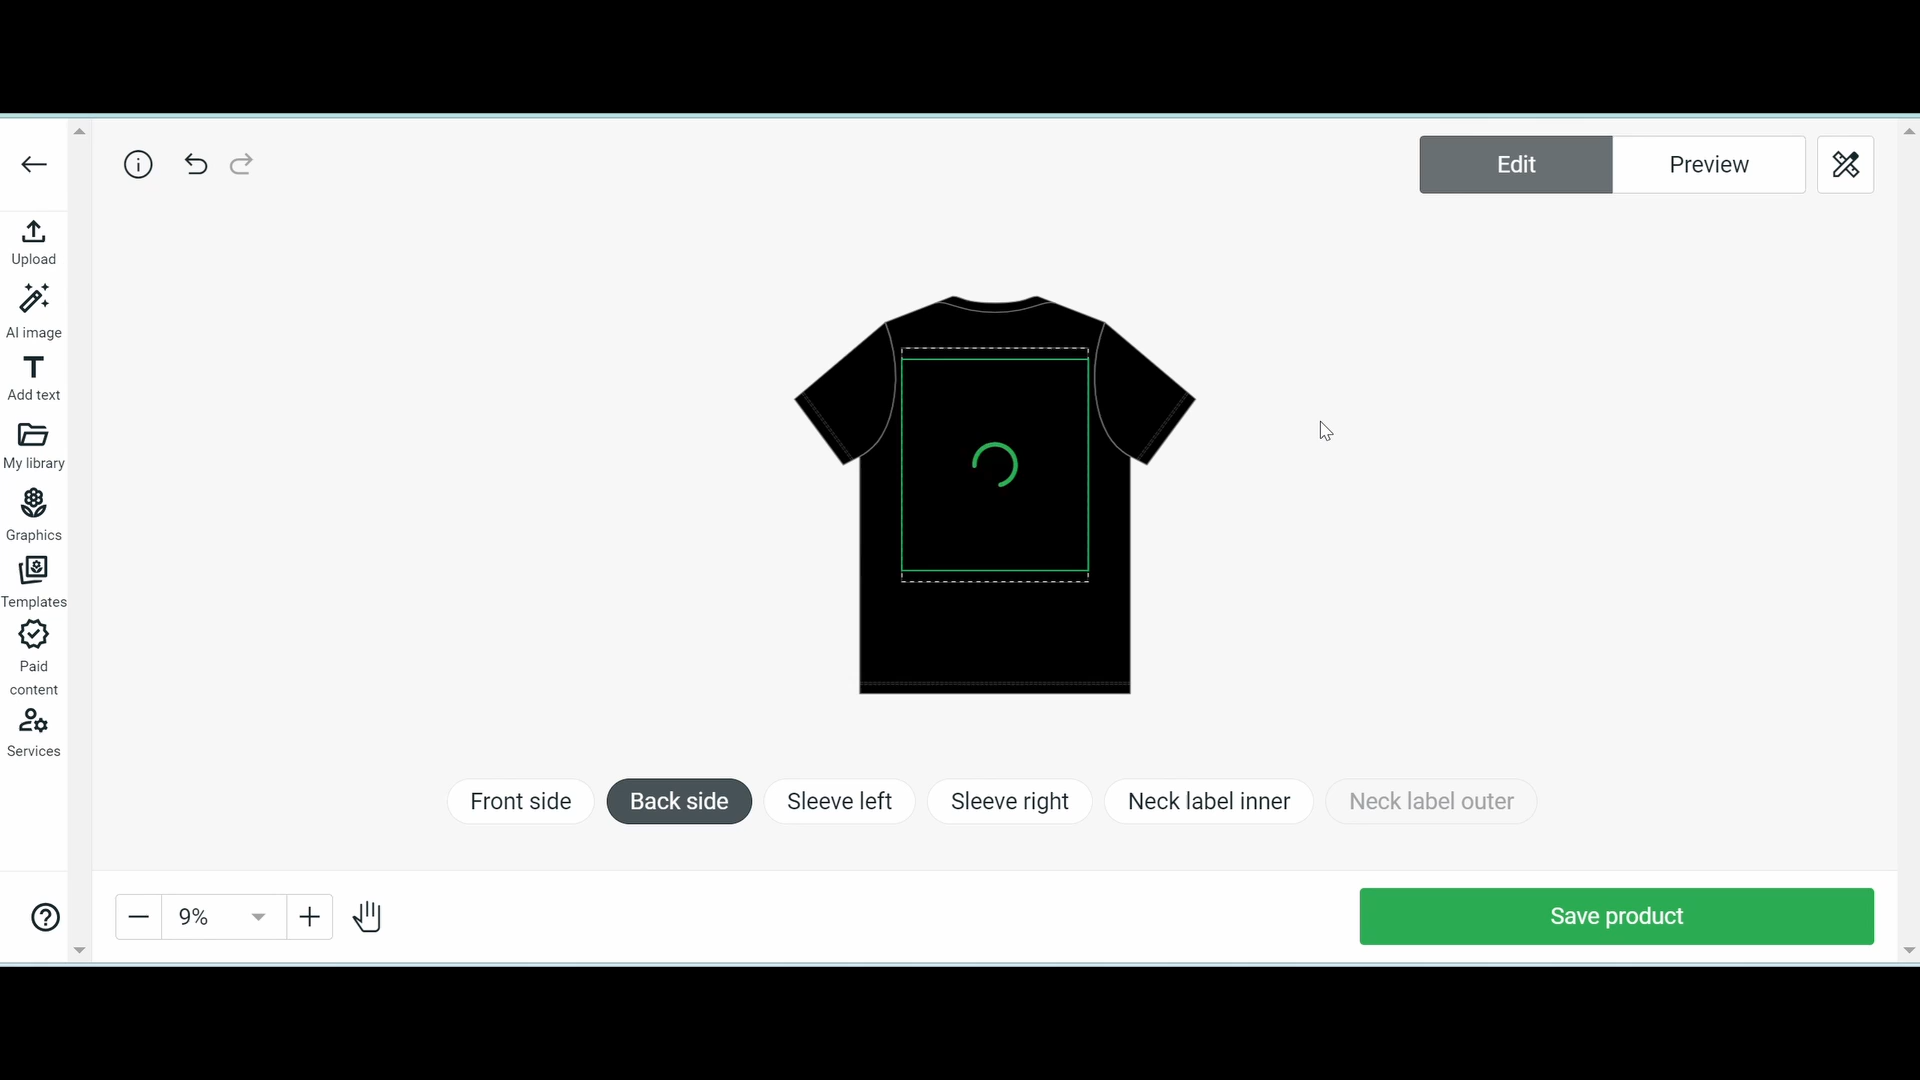 Edit
Preview
Upload
AI image
Add text
My library
Graphics
Templates
Paid
content
Services
Front side
Back side
Sleeve left
Sleeve right
Neck label inner
Neck label outer
9%
Save product